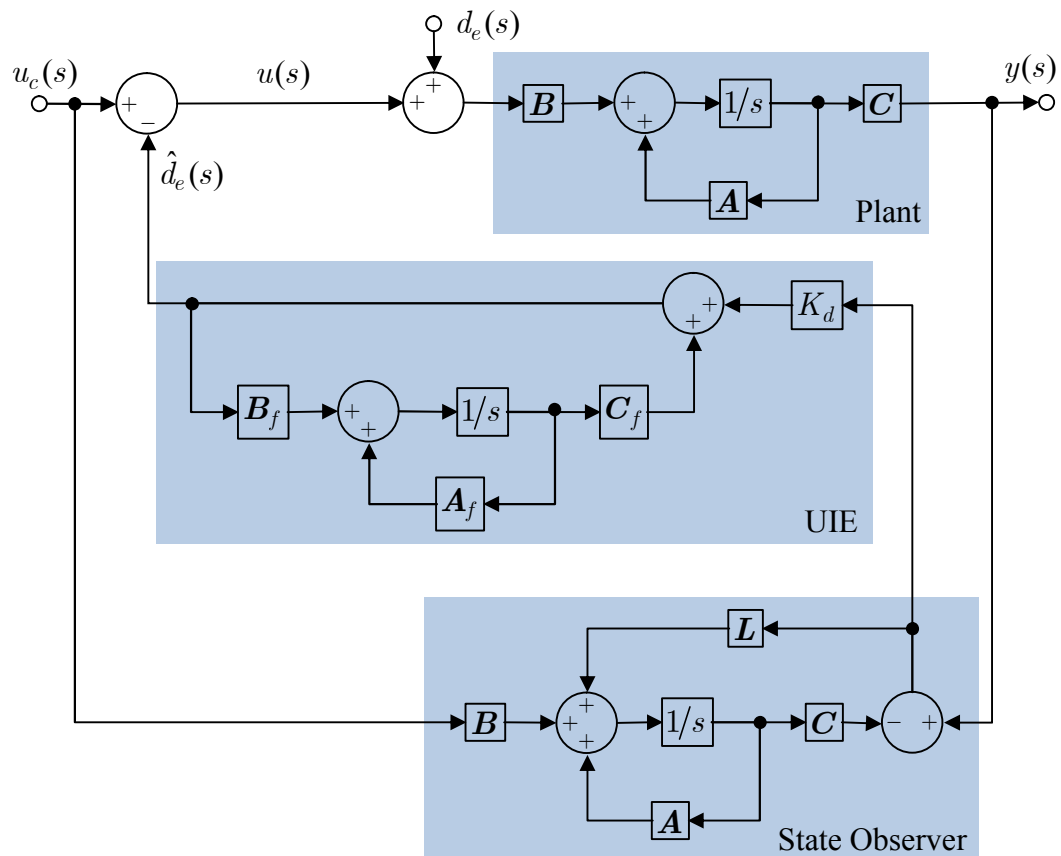 d_e(s)
u_c(s)
u(s)
y(s)
+
−
+
+
B
+
+
1/s
C
A
Plant
d̂_e(s)
+
+
K_d
B_f
+
+
1/s
C_f
A_f
UIE
L
B
+
+
+
1/s
C
−
+
A
State Observer